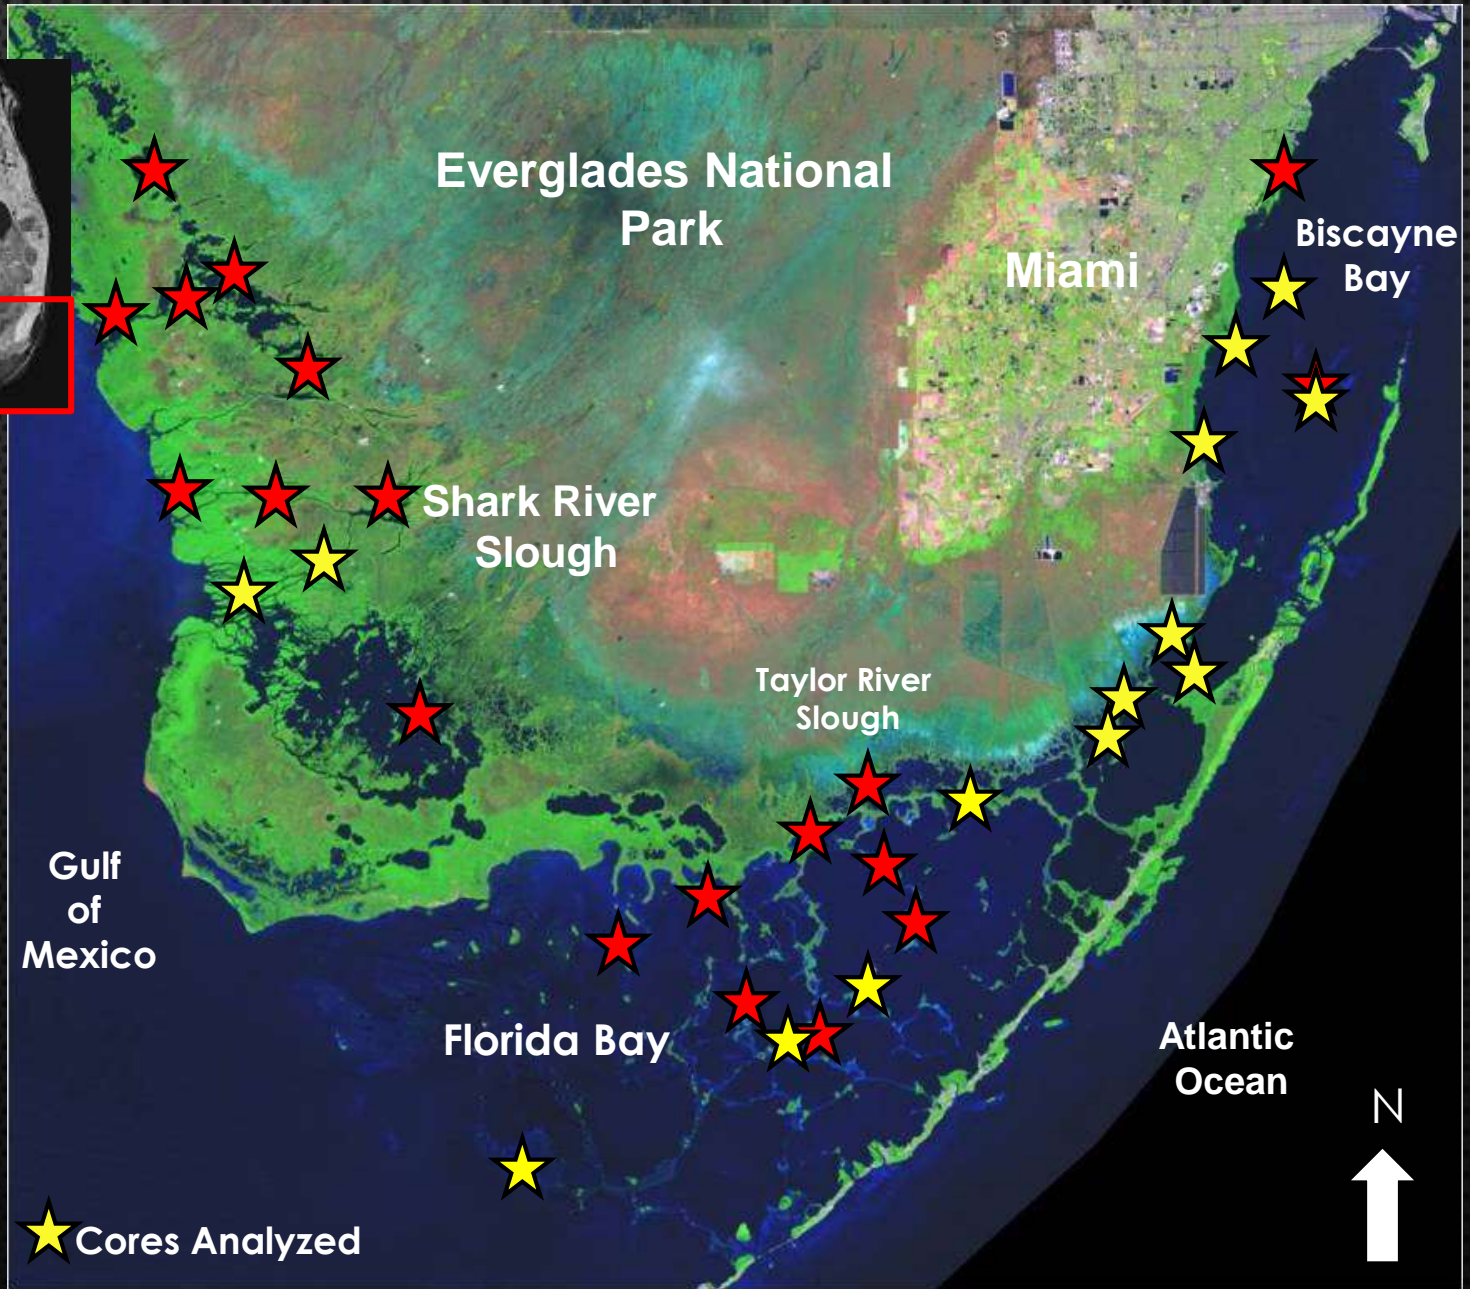 Everglades National
Park
Biscayne
Bay
Miami
Shark River
Slough
Taylor River
Slough
Gulf
of
Mexico
Florida Bay
Atlantic
Ocean
N
Cores Analyzed